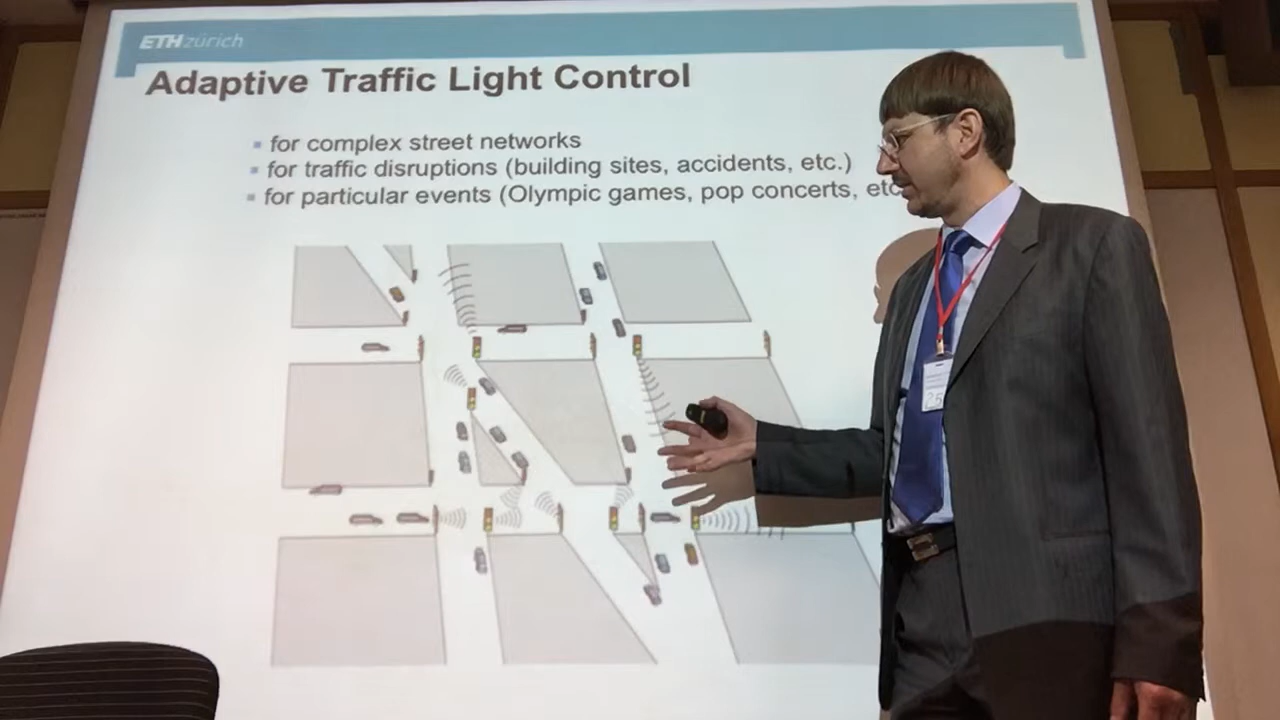 ETHzürich
Adaptive Traffic Light Control
for complex street networks
for traffic disruptions (building sites, accidents, etc.)
for particular events (Olympic games, pop concerts, etc